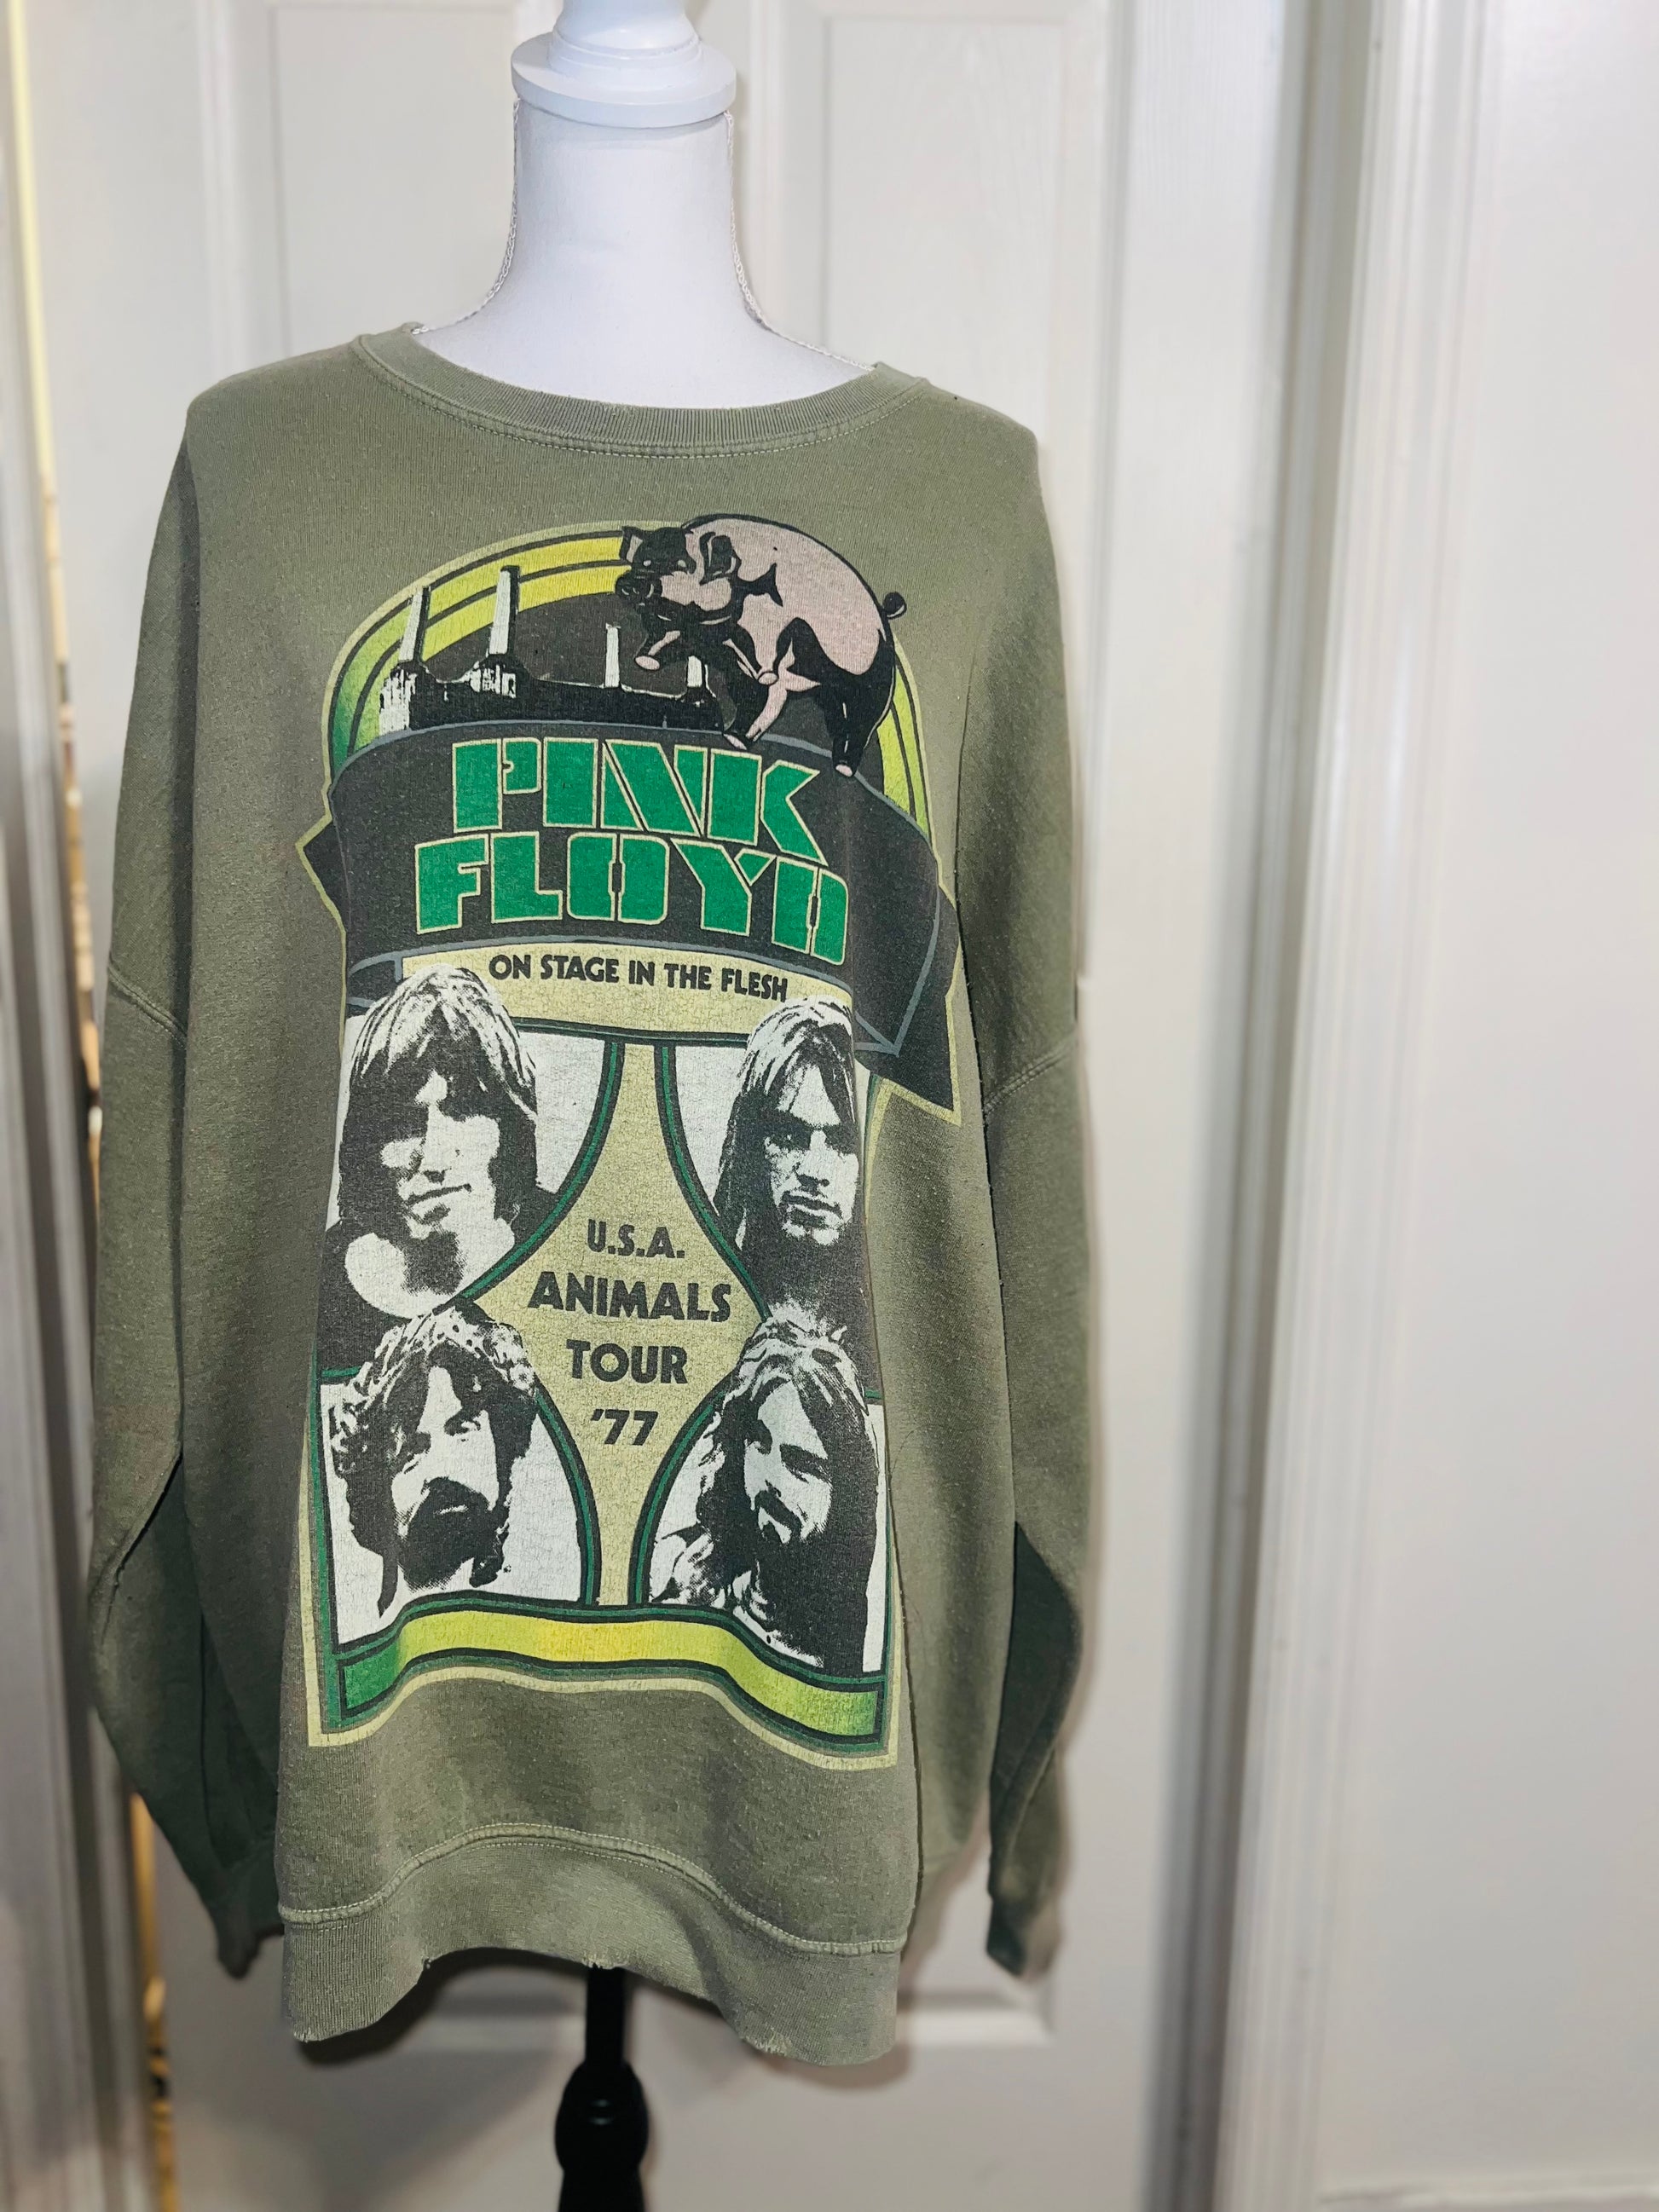 PINK
FLOYD
ON STAGE IN THE FLESH
U.S.A.
ANIMALS
TOUR
'77